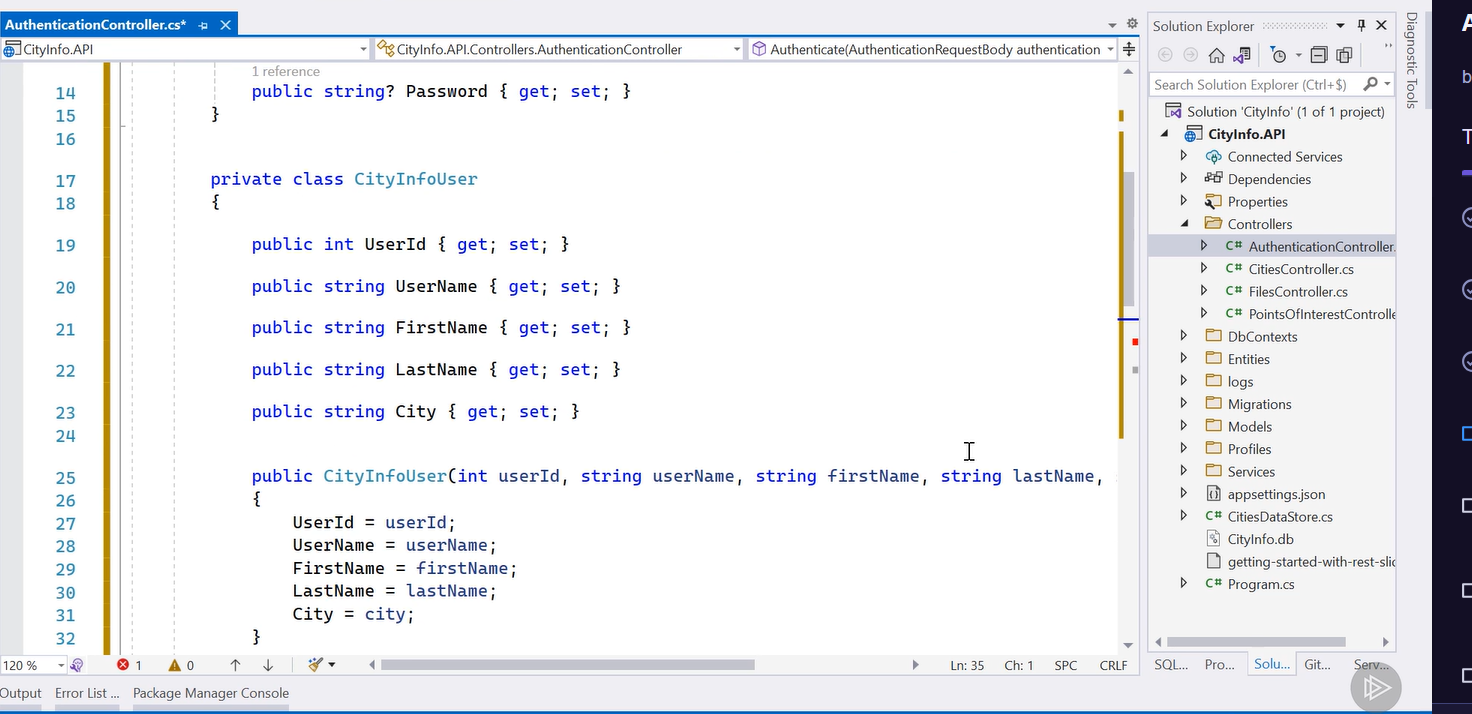 AuthenticationController.cs*
CityInfo.API
CityInfo.API.Controllers.AuthenticationController
Authenticate(AuthenticationRequestBody authentication
1 reference
14 public string? Password { get; set; }
15 }
16
17 private class CityInfoUser
18 {
19 public int UserId { get; set; }
20 public string UserName { get; set; }
21 public string FirstName { get; set; }
22 public string LastName { get; set; }
23 public string City { get; set; }
24
25 public CityInfoUser(int userId, string userName, string firstName, string lastName,
26 {
27 UserId = userId;
28 UserName = userName;
29 FirstName = firstName;
30 LastName = lastName;
31 City = city;
32 }
120 %
1
0
Ln: 35 Ch: 1 SPC CRLF
Output Error List ... Package Manager Console
Solution Explorer
Search Solution Explorer (Ctrl+$)
Solution 'CityInfo' (1 of 1 project)
CityInfo.API
Connected Services
Dependencies
Properties
Controllers
C# AuthenticationController.
C# CitiesController.cs
C# FilesController.cs
C# PointsOfInterestControlle
DbContexts
Entities
logs
Migrations
Models
Profiles
Services
appsettings.json
C# CitiesDataStore.cs
CityInfo.db
getting-started-with-rest-slid
C# Program.cs
SQL... Pro... Solu... Git... Serv...
Diagnostic Tools